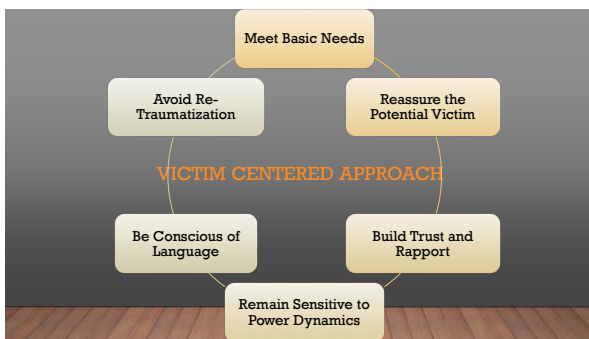 Meet Basic Needs
Avoid Re-
Traumatization
Reassure the
Potential Victim
VICTIM CENTERED APPROACH
Be Conscious of
Language
Build Trust and
Rapport
Remain Sensitive to
Power Dynamics